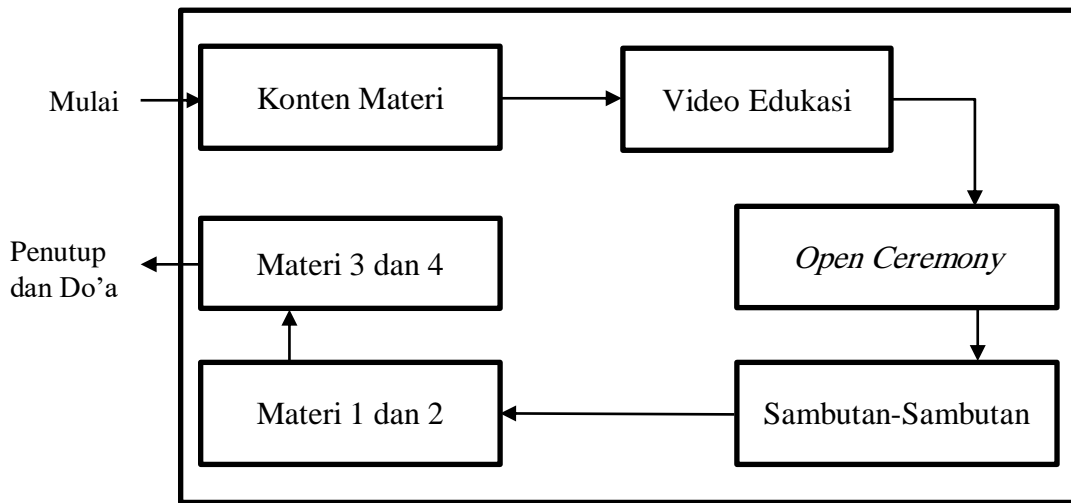 Mulai
Konten Materi
Video Edukasi
Open Ceremony
Sambutan-Sambutan
Materi 1 dan 2
Materi 3 dan 4
Penutup
dan Do’a